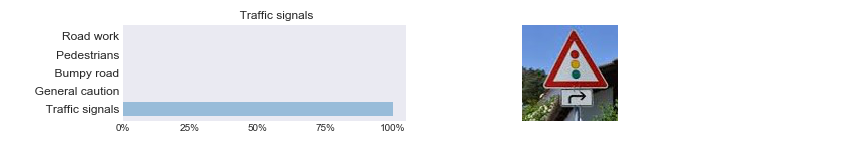 Traffic signals
Road work
Pedestrians
Bumpy road
General caution
Traffic signals
0% 25% 50% 75% 100%